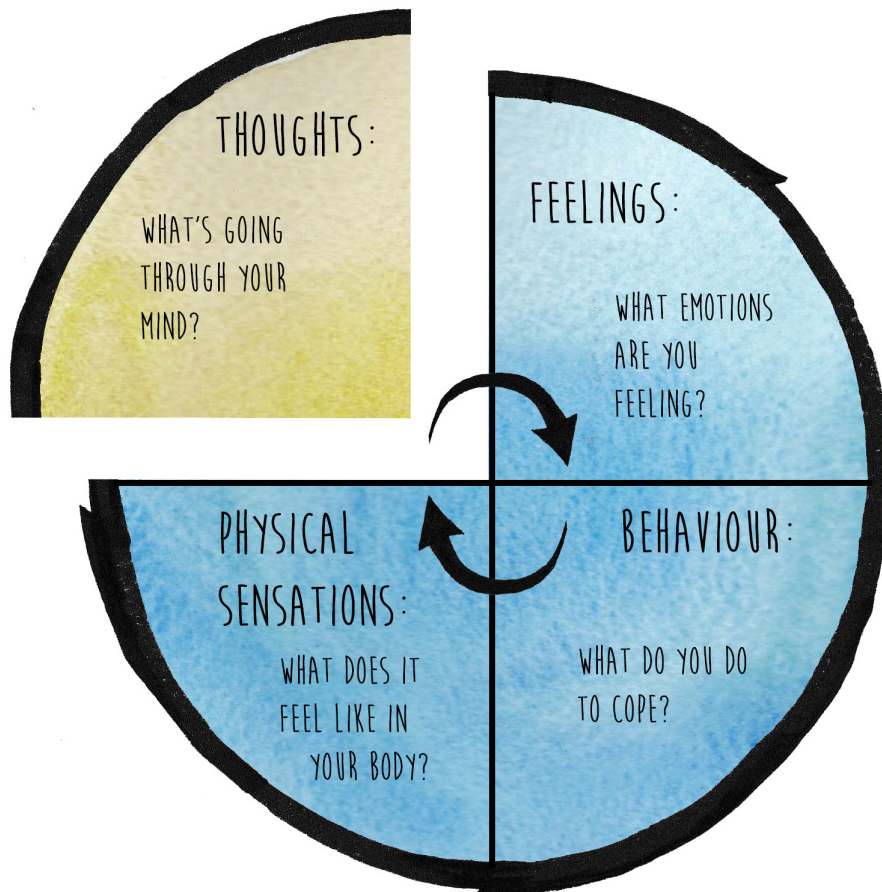 THOUGHTS:
WHAT'S GOING
THROUGH YOUR
MIND?
FEELINGS:
WHAT EMOTIONS
ARE YOU
FEELING?
PHYSICAL
SENSATIONS:
WHAT DOES IT
FEEL LIKE IN
YOUR BODY?
BEHAVIOUR:
WHAT DO YOU DO
TO COPE?